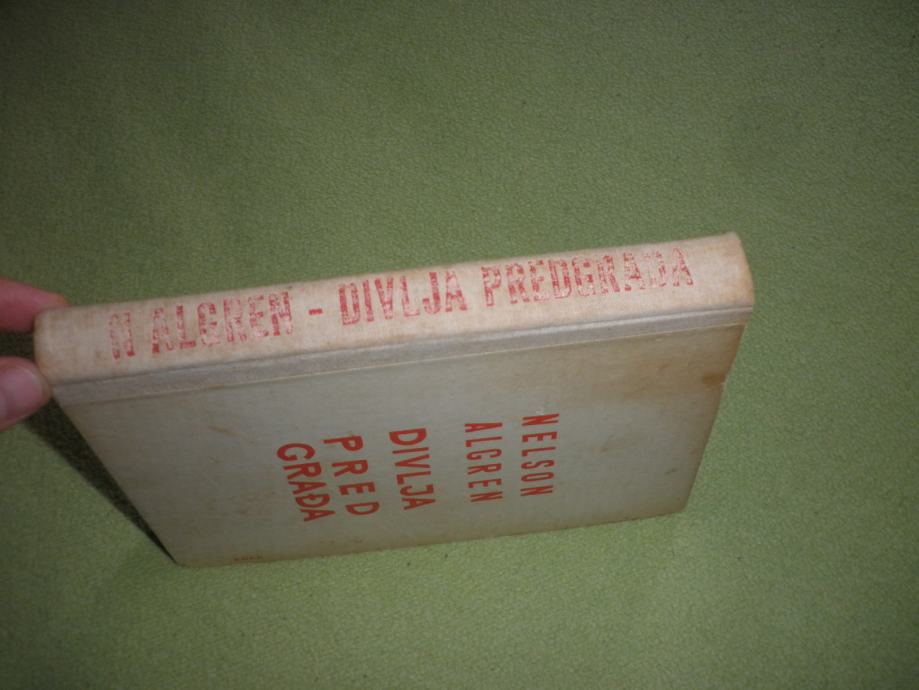 N ALGREN - DIVLJA PREDGRAĐA
NELSON
ALGREN
DIVLJA
PRED
GRAĐA